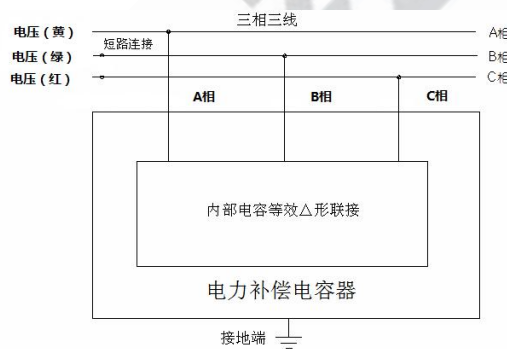 三相三线
电压（黄） A相
短路连接
电压（绿） B相
电压（红） C相
A相 B相 C相
内部电容等效△形联接
电力补偿电容器
接地端